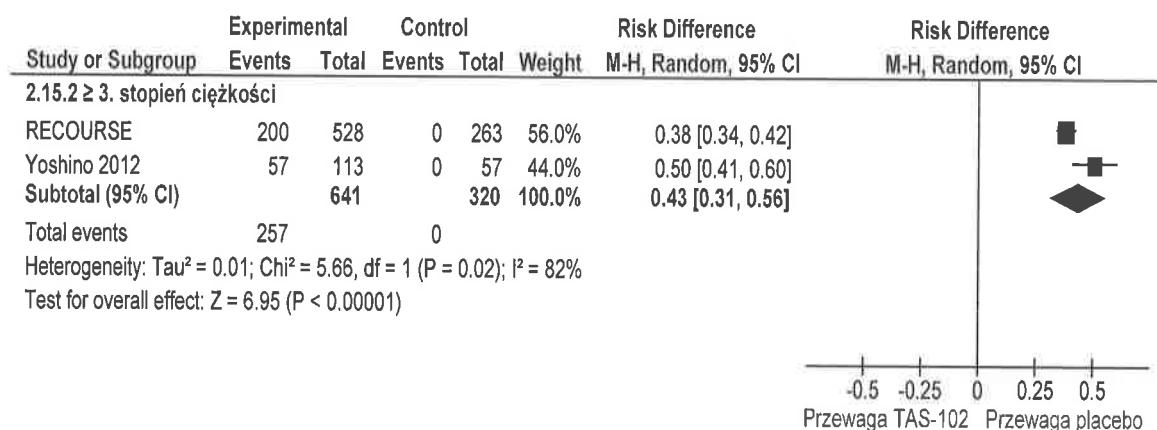 Experimental Control Risk Difference Risk Difference
Study or Subgroup Events Total Events Total Weight M-H, Random, 95% CI M-H, Random, 95% CI
2.15.2 ≥ 3. stopień ciężkości
RECOURSE 200 528 0 263 56.0% 0.38 [0.34, 0.42]
Yoshino 2012 57 113 0 57 44.0% 0.50 [0.41, 0.60]
Subtotal (95% CI) 641 320 100.0% 0.43 [0.31, 0.56]
Total events 257 0
Heterogeneity: Tau² = 0.01; Chi² = 5.66, df = 1 (P = 0.02); I² = 82%
Test for overall effect: Z = 6.95 (P < 0.00001)
-0.5 -0.25 0 0.25 0.5
Przewaga TAS-102 Przewaga placebo